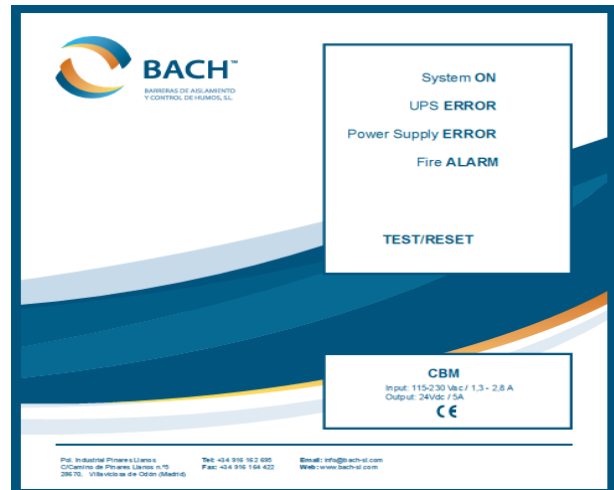 BACH™
BARRERAS DE AISLAMIENTO
Y CONTROL DE HUMOS, S.L.
System ON
UPS ERROR
Power Supply ERROR
Fire ALARM
TEST/RESET
CBM
Input: 115-230 Vac / 1,3 - 2,8 A
Output: 24Vdc / 5A
CE
Pol. Industrial Pinares Llanos
C/Camino de Pinares Llanos n.º5
28670, Villaviciosa de Odón (Madrid)
Tel: +34 916 162 695
Fax: +34 916 164 422
Email: info@bach-sl.com
Web: www.bach-sl.com